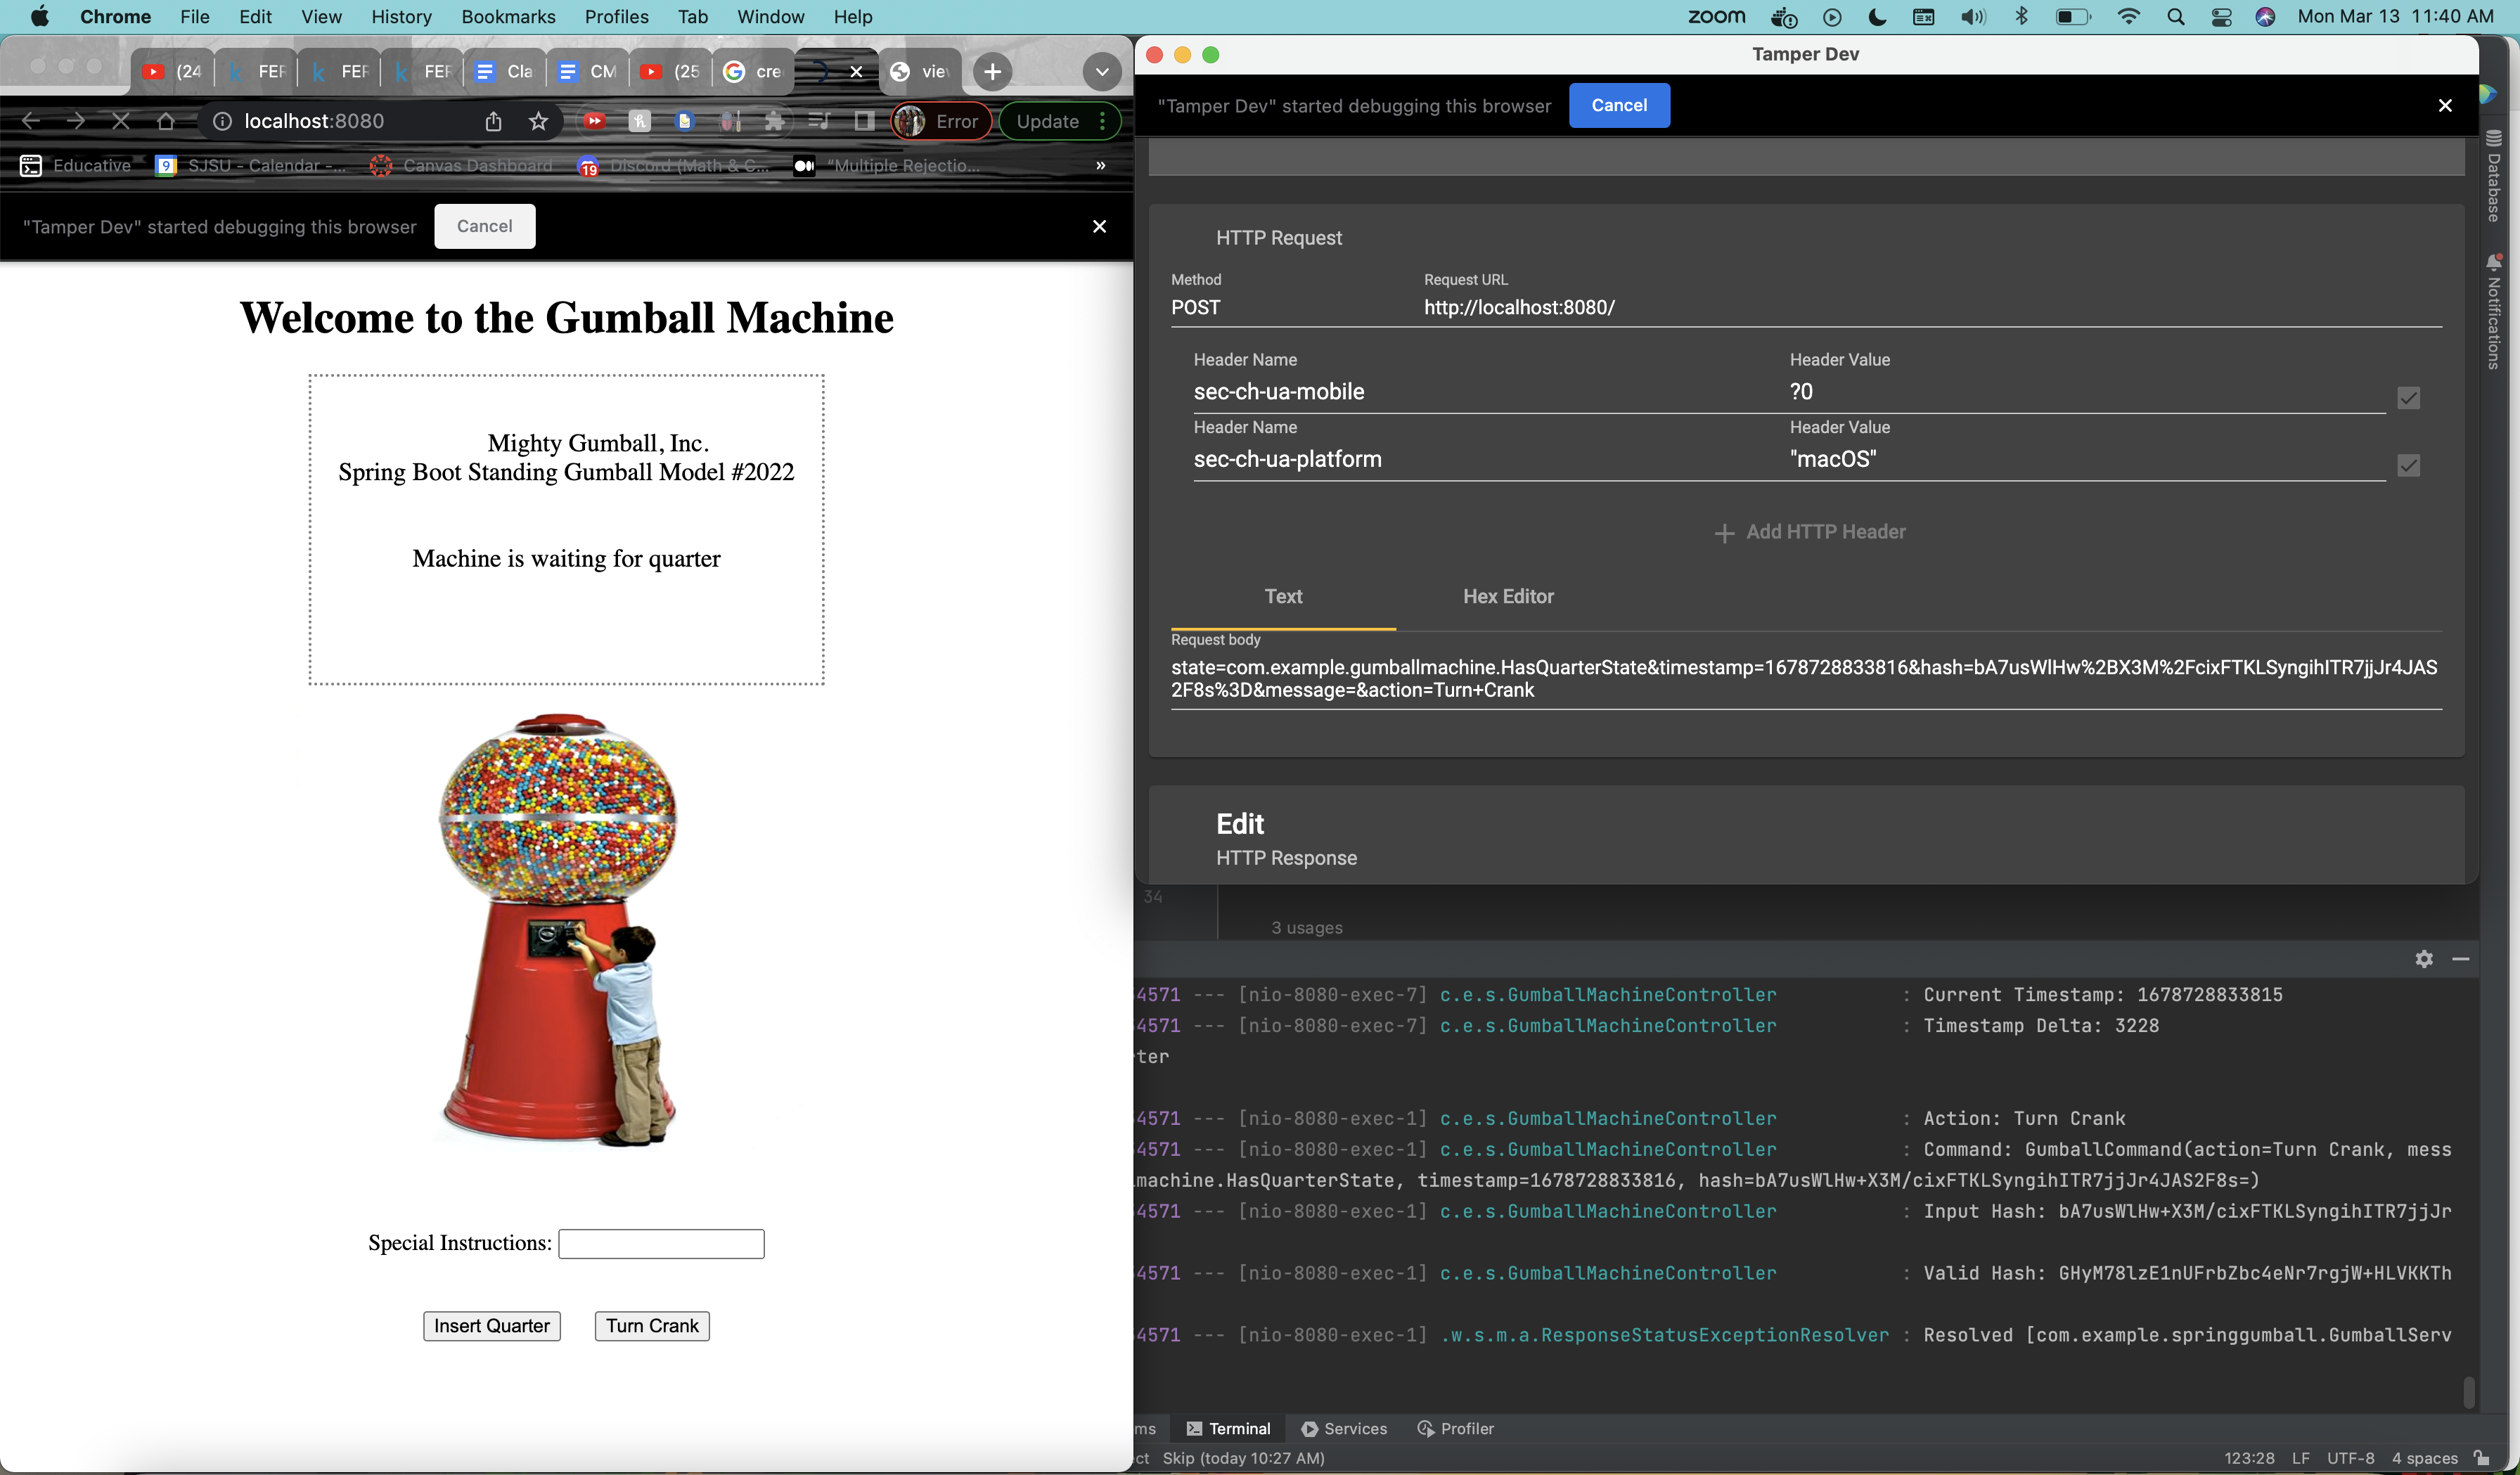 Chrome File Edit View History Bookmarks Profiles Tab Window Help
zoom Mon Mar 13 11:40 AM
(24 FER FER FER Cla CM (25 cre view
localhost:8080 Error Update
Educative SJSU - Calendar -... Canvas Dashboard 19 Discord (Math & C... "Multiple Rejectio... »
"Tamper Dev" started debugging this browser Cancel
Welcome to the Gumball Machine
Mighty Gumball, Inc.
Spring Boot Standing Gumball Model #2022
Machine is waiting for quarter
Special Instructions:
Insert Quarter Turn Crank
Tamper Dev
"Tamper Dev" started debugging this browser Cancel
HTTP Request
Method Request URL
POST http://localhost:8080/
Header Name Header Value
sec-ch-ua-mobile ?0
Header Name Header Value
sec-ch-ua-platform "macOS"
+ Add HTTP Header
Text Hex Editor
Request body
state=com.example.gumballmachine.HasQuarterState&timestamp=1678728833816&hash=bA7usWlHw%2BX3M%2FcixFTKLSyngihITR7jjJr4JAS
2F8s%3D&message=&action=Turn+Crank
Edit
HTTP Response
34
3 usages
4571 --- [nio-8080-exec-7] c.e.s.GumballMachineController : Current Timestamp: 1678728833815
4571 --- [nio-8080-exec-7] c.e.s.GumballMachineController : Timestamp Delta: 3228
ter
4571 --- [nio-8080-exec-1] c.e.s.GumballMachineController : Action: Turn Crank
4571 --- [nio-8080-exec-1] c.e.s.GumballMachineController : Command: GumballCommand(action=Turn Crank, mess
machine.HasQuarterState, timestamp=1678728833816, hash=bA7usWlHw+X3M/cixFTKLSyngihITR7jjJr4JAS2F8s=)
4571 --- [nio-8080-exec-1] c.e.s.GumballMachineController : Input Hash: bA7usWlHw+X3M/cixFTKLSyngihITR7jjJr
4571 --- [nio-8080-exec-1] c.e.s.GumballMachineController : Valid Hash: GHyM78lzE1nUFrbZbc4eNr7rgjW+HLVKKTh
4571 --- [nio-8080-exec-1] .w.s.m.a.ResponseStatusExceptionResolver : Resolved [com.example.springgumball.GumballServ
ms Terminal Services Profiler
ct Skip (today 10:27 AM) 123:28 LF UTF-8 4 spaces
Database
Notifications